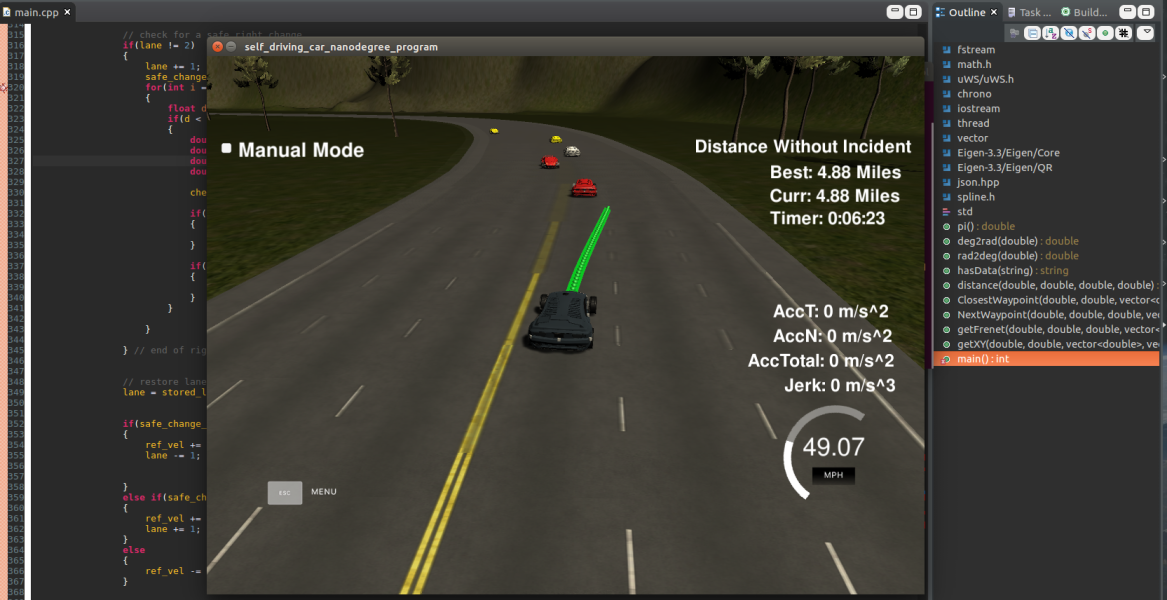 main.cpp
315 // check for a safe right change
316 if(lane != 2)
317 {
318 lane += 1;
319 safe_change
320 for(int i =
321 {
322 float d
323 if(d <
324 {
325 dou
326 dou
327 dou
328 dou
329
330 che
331
332 if(
333 {
334
335 }
336
337 if(
338 {
339
340 }
341 }
342
343 }
344
345 } // end of rig
346
347
348 // restore lane
349 lane = stored_l
350
351
352 if(safe_change_
353 {
354 ref_vel +=
355 lane -= 1;
356
357
358 }
359 else if(safe_ch
360 {
361 ref_vel +=
362 lane += 1;
363 }
364 else
365 {
366 ref_vel -=
367 }
368
self_driving_car_nanodegree_program
Manual Mode
Distance Without Incident
Best: 4.88 Miles
Curr: 4.88 Miles
Timer: 0:06:23
AccT: 0 m/s^2
AccN: 0 m/s^2
AccTotal: 0 m/s^2
Jerk: 0 m/s^3
49.07
MPH
ESC MENU
Outline Task ... Build...
fstream
math.h
uWS/uWS.h
chrono
iostream
thread
vector
Eigen-3.3/Eigen/Core
Eigen-3.3/Eigen/QR
json.hpp
spline.h
std
pi() : double
deg2rad(double) : double
rad2deg(double) : double
hasData(string) : string
distance(double, double, double, double) :
ClosestWaypoint(double, double, vector<d
NextWaypoint(double, double, double, ve
getFrenet(double, double, double, vector<
getXY(double, double, vector<double>, ve
main() : int